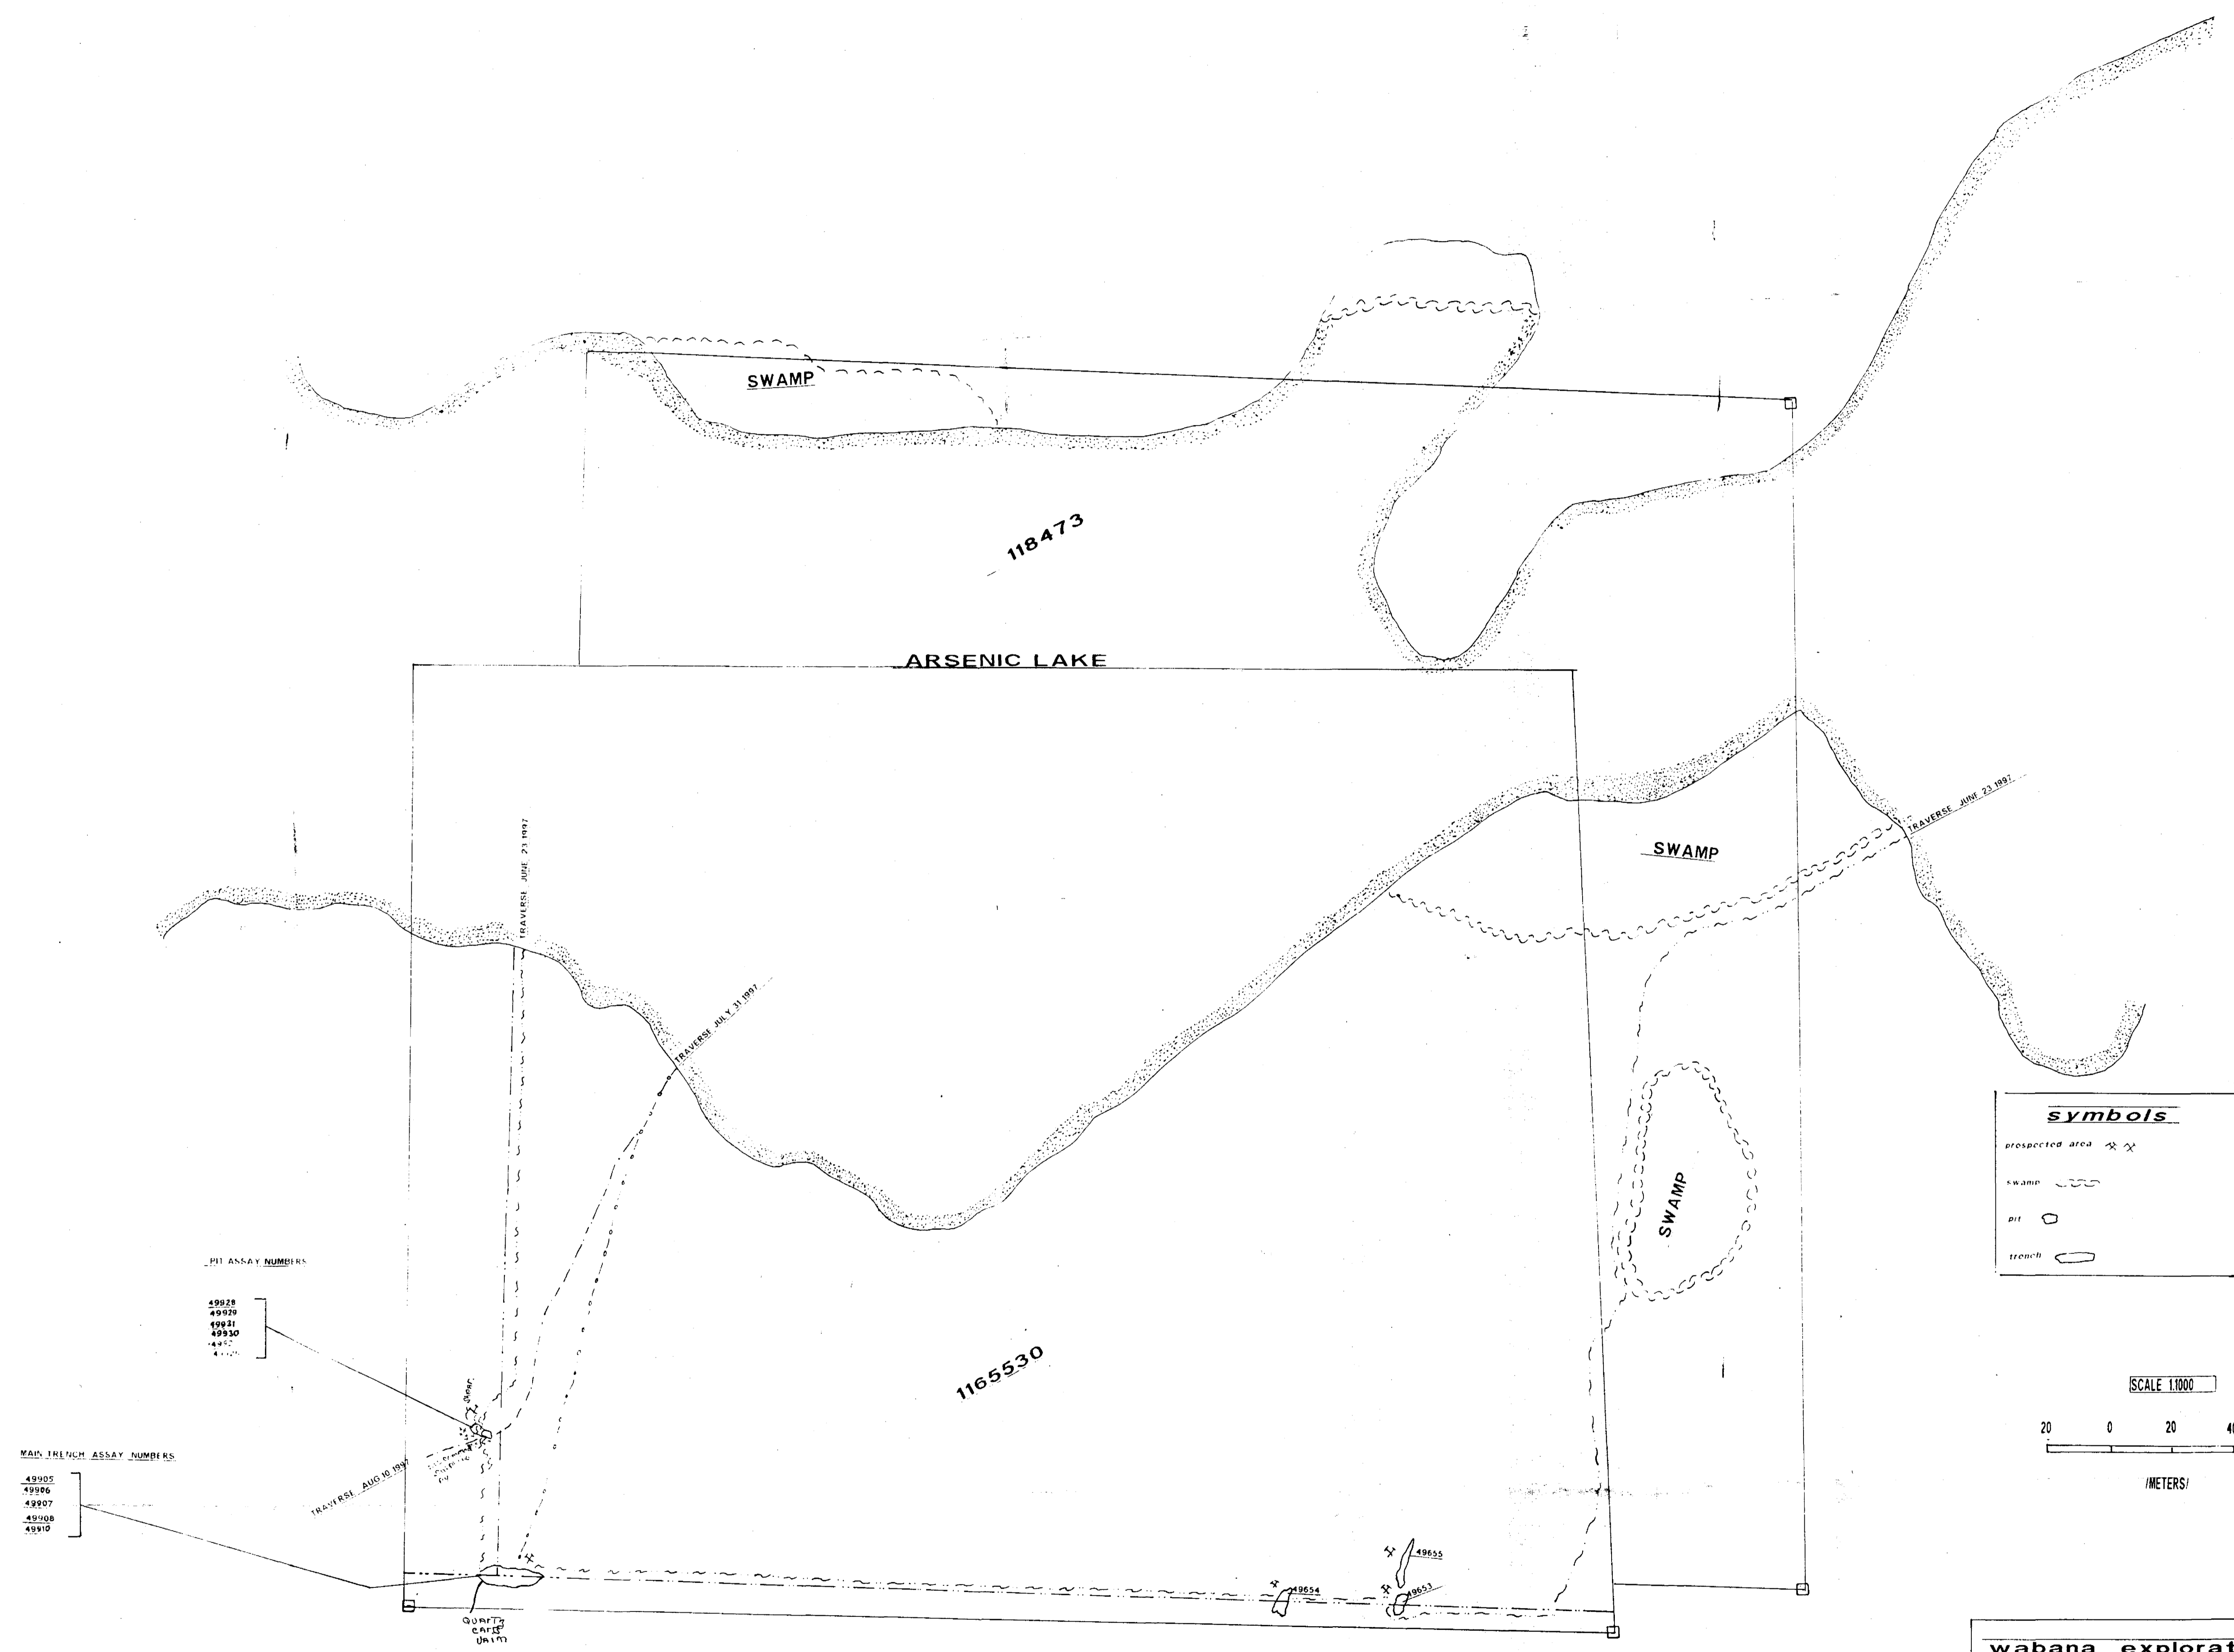 SWAMP
118473
ARSENIC LAKE
TRAVERSE JUNE 23 1997
SWAMP
TRAVERSE JUNE 23 1997
TRAVERSE JULY 31 1997
SWAMP
symbols
prospected area
swamp
pit
trench
PIT ASSAY NUMBERS
49928
49929
49931
49930
1165530
SCALE 1:1000
20 0 20
/METERS/
MAIN TRENCH ASSAY NUMBERS
49905
49906
49907
49908
49910
TRAVERSE AUG 10 1997
49655
49654
49653
QUARTZ
CARB
wabana explorat